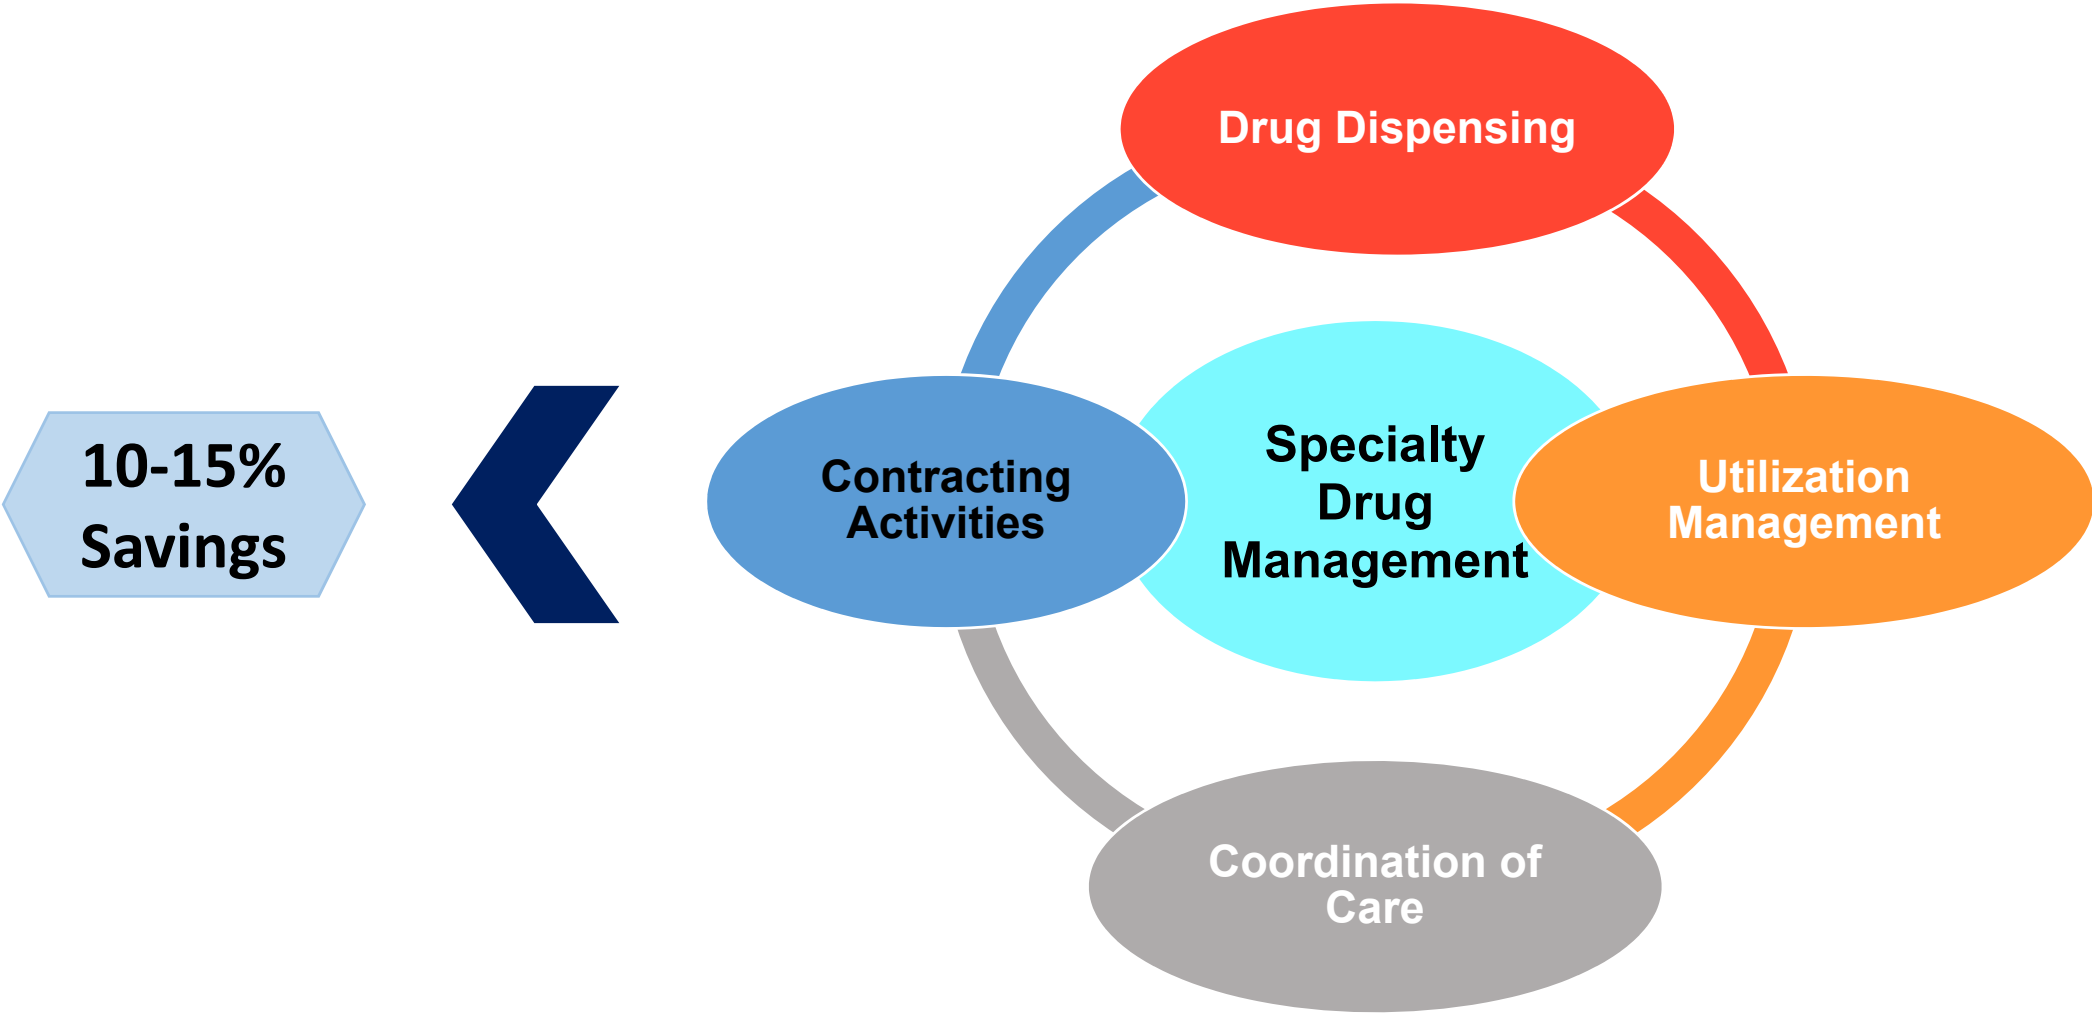 Drug Dispensing
10-15%
Savings
Contracting
Activities
Specialty
Drug
Management
Utilization
Management
Coordination of
Care